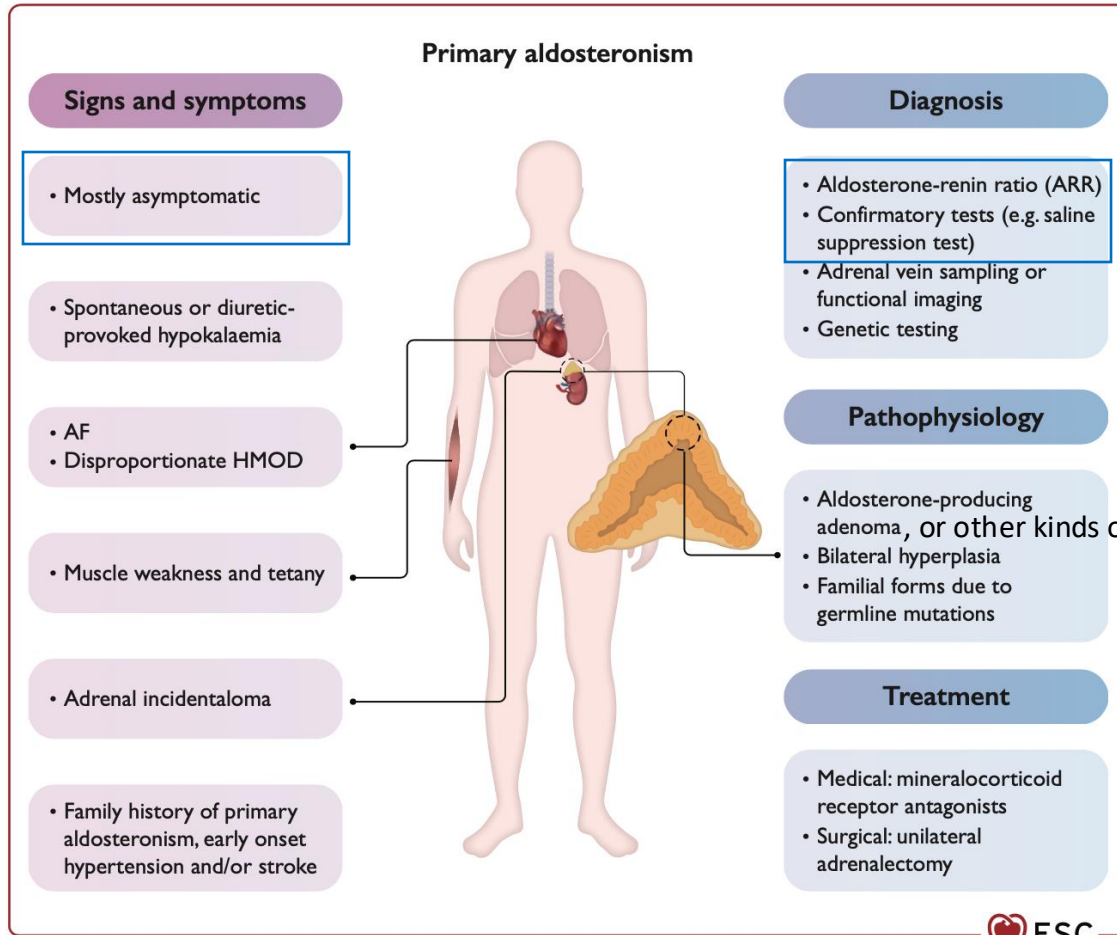 Primary aldosteronism
Signs and symptoms
• Mostly asymptomatic
• Spontaneous or diuretic-
provoked hypokalaemia
• AF
• Disproportionate HMOD
• Muscle weakness and tetany
• Adrenal incidentaloma
• Family history of primary
aldosteronism, early onset
hypertension and/or stroke
Diagnosis
• Aldosterone-renin ratio (ARR)
• Confirmatory tests (e.g. saline
suppression test)
• Adrenal vein sampling or
functional imaging
• Genetic testing
Pathophysiology
• Aldosterone-producing
adenoma, or other kinds
• Bilateral hyperplasia
• Familial forms due to
germline mutations
Treatment
• Medical: mineralocorticoid
receptor antagonists
• Surgical: unilateral
adrenalectomy
ESC